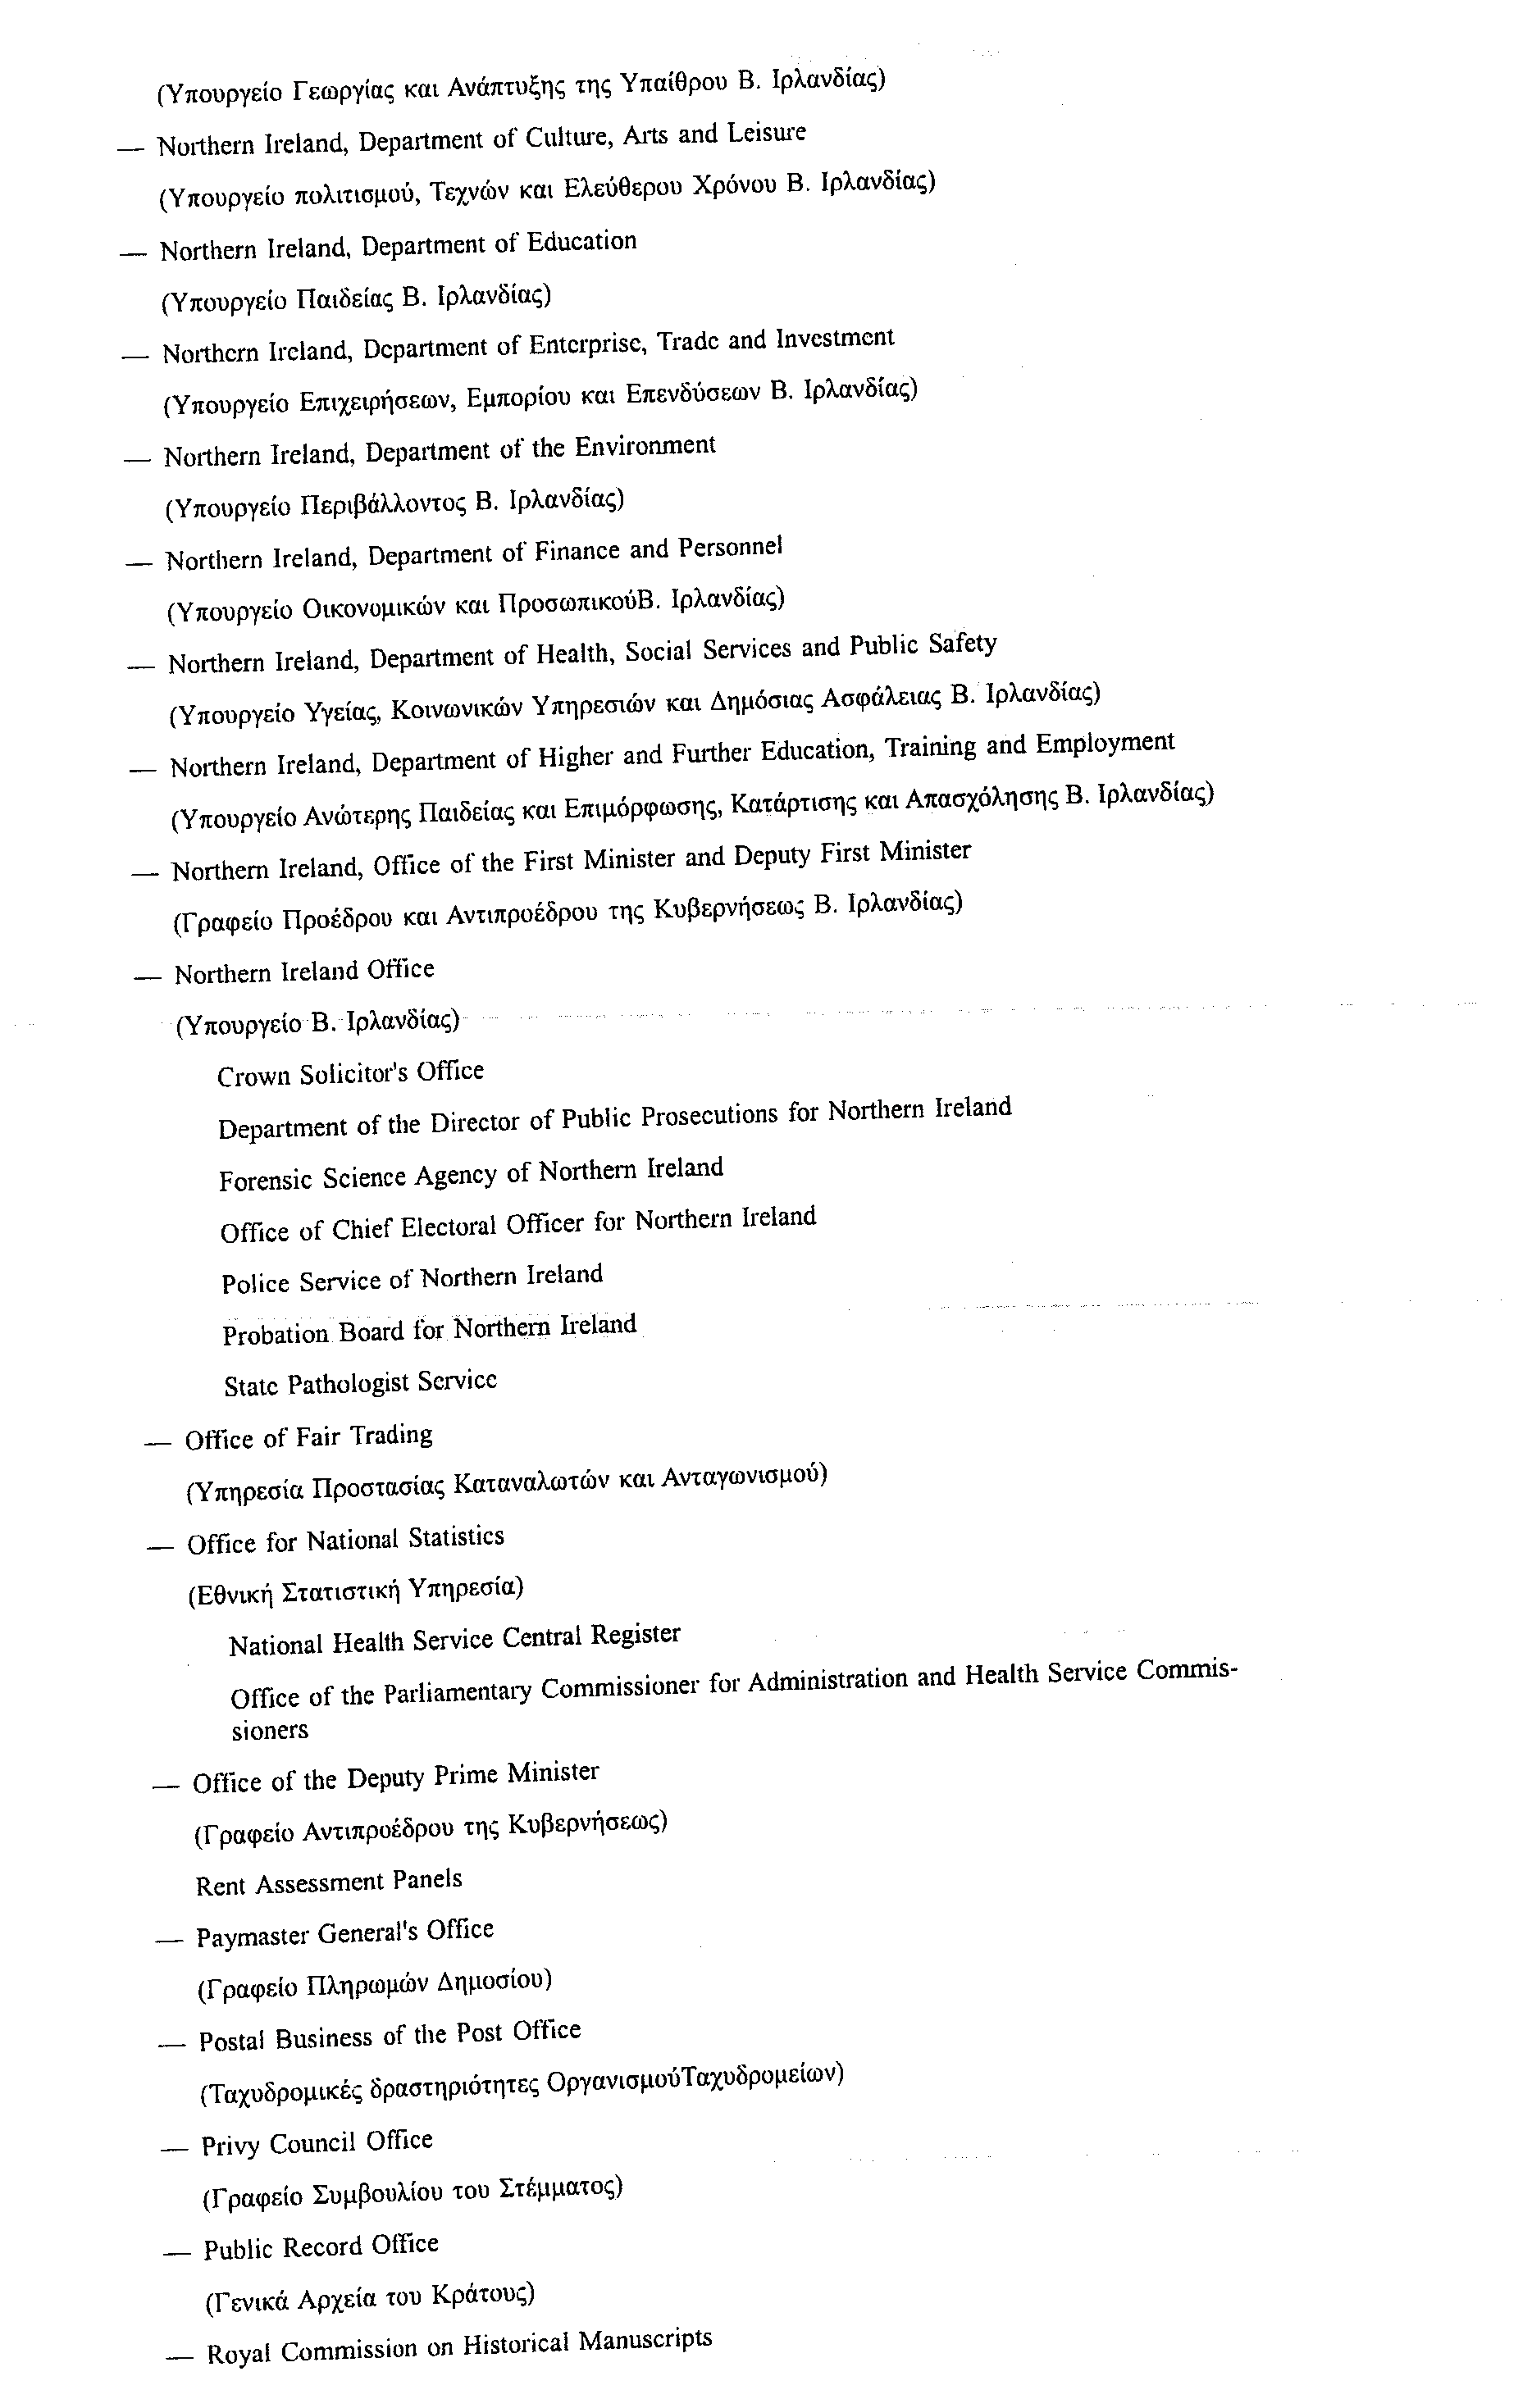 (Υπουργείο Γεωργίας και Ανάπτυξης της Υπαίθρου Β. Ιρλανδίας)
— Northern Ireland, Department of Culture, Arts and Leisure
(Υπουργείο πολιτισμού, Τεχνών και Ελεύθερου Χρόνου Β. Ιρλανδίας)
— Northern Ireland, Department of Education
(Υπουργείο Παιδείας Β. Ιρλανδίας)
— Northern Ireland, Department of Enterprise, Trade and Investment
(Υπουργείο Επιχειρήσεων, Εμπορίου και Επενδύσεων Β. Ιρλανδίας)
— Northern Ireland, Department of the Environment
(Υπουργείο Περιβάλλοντος Β. Ιρλανδίας)
— Northern Ireland, Department of Finance and Personnel
(Υπουργείο Οικονομικών και ΠροσωπικούΒ. Ιρλανδίας)
— Northern Ireland, Department of Health, Social Services and Public Safety
(Υπουργείο Υγείας, Κοινωνικών Υπηρεσιών και Δημόσιας Ασφάλειας Β. Ιρλανδίας)
— Northern Ireland, Department of Higher and Further Education, Training and Employment
(Υπουργείο Ανώτερης Παιδείας και Επιμόρφωσης, Κατάρτισης και Απασχόλησης Β. Ιρλανδίας)
— Northern Ireland, Office of the First Minister and Deputy First Minister
(Γραφείο Προέδρου και Αντιπροέδρου της Κυβερνήσεως Β. Ιρλανδίας)
— Northern Ireland Office
(Υπουργείο Β. Ιρλανδίας)
Crown Solicitor's Office
Department of the Director of Public Prosecutions for Northern Ireland
Forensic Science Agency of Northern Ireland
Office of Chief Electoral Officer for Northern Ireland
Police Service of Northern Ireland
Probation Board for Northern Ireland
State Pathologist Service
— Office of Fair Trading
(Υπηρεσία Προστασίας Καταναλωτών και Ανταγωνισμού)
— Office for National Statistics
(Εθνική Στατιστική Υπηρεσία)
National Health Service Central Register
Office of the Parliamentary Commissioner for Administration and Health Service Commis-
sioners
— Office of the Deputy Prime Minister
(Γραφείο Αντιπροέδρου της Κυβερνήσεως)
Rent Assessment Panels
— Paymaster General's Office
(Γραφείο Πληρωμών Δημοσίου)
— Postal Business of the Post Office
(Ταχυδρομικές δραστηριότητες ΟργανισμούΤαχυδρομείων)
— Privy Council Office
(Γραφείο Συμβουλίου του Στέμματος)
— Public Record Office
(Γενικά Αρχεία του Κράτους)
— Royal Commission on Historical Manuscripts